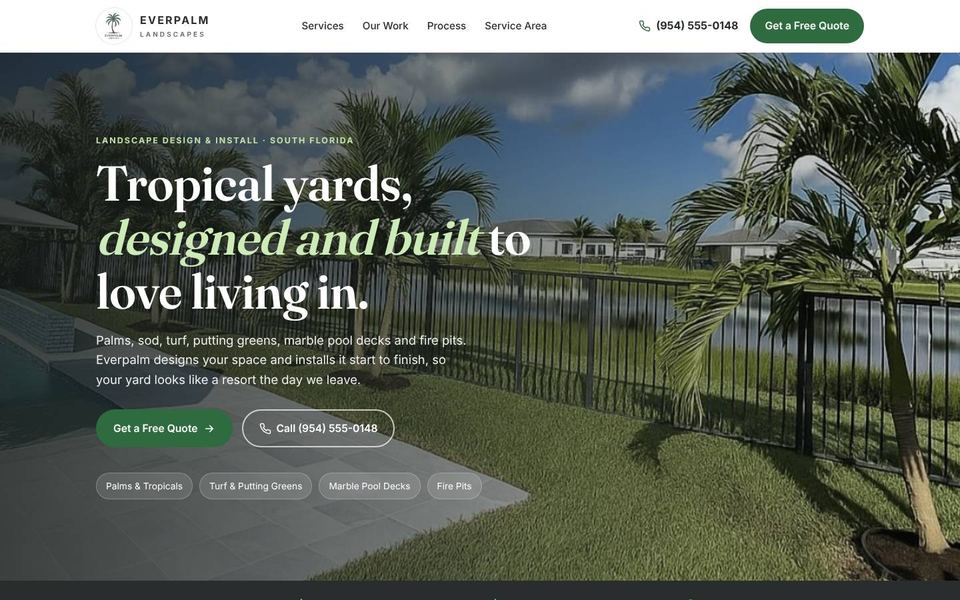 EVERPALM
LANDSCAPES
Services
Our Work
Process
Service Area
(954) 555-0148
Get a Free Quote
LANDSCAPE DESIGN & INSTALL · SOUTH FLORIDA
Tropical yards,
designed and built to
love living in.
Palms, sod, turf, putting greens, marble pool decks and fire pits.
Everpalm designs your space and installs it start to finish, so
your yard looks like a resort the day we leave.
Get a Free Quote →
Call (954) 555-0148
Palms & Tropicals
Turf & Putting Greens
Marble Pool Decks
Fire Pits